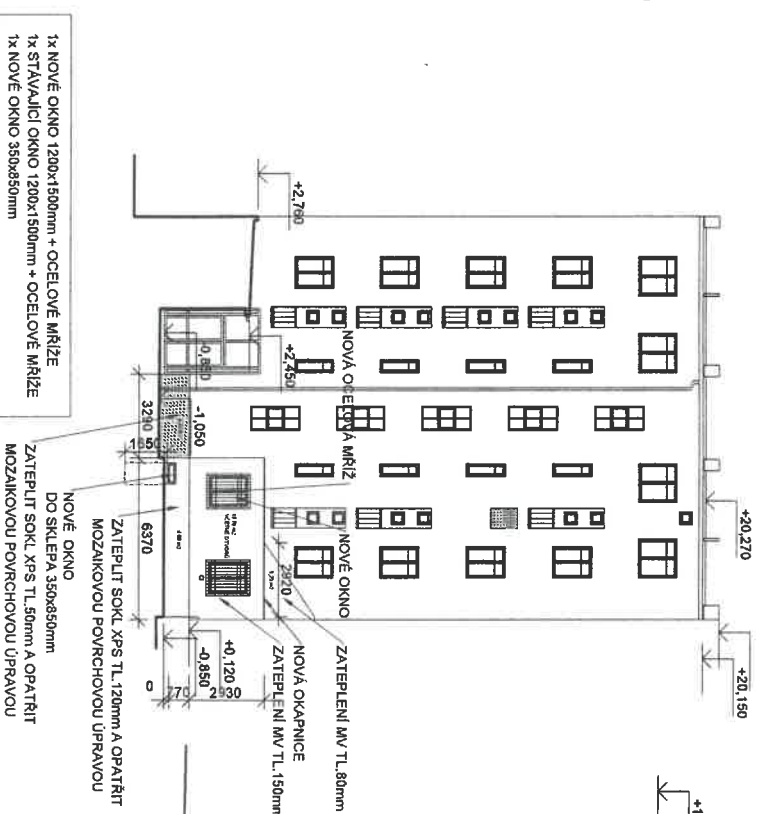 1x NOVÉ OKNO 1200x1500mm + OCELOVÉ MŘÍŽE
1x STÁVAJÍCÍ OKNO 1200x1500mm + OCELOVÉ MŘÍŽE
1x NOVÉ OKNO 350x850mm
+2,760
-0,880
+2,450
3290
-1,050
1650
6370
NOVÁ OCELOVÁ MŘÍŽ
NOVÉ OKNO
2920
ZATEPLENÍ MV TL.80mm
NOVÁ OKAPNICE
ZATEPLENÍ MV TL.150mm
+20,270
+20,150
+0,120
-0,850
770
2930
0
ZATEPLIT SOKL XPS TL.120mm A OPATŘIT
MOZAIKOVOU POVRCHOVOU ÚPRAVOU
NOVÉ OKNO
DO SKLEPA 350x850mm
ZATEPLIT SOKL XPS TL.50mm A OPATŘIT
MOZAIKOVOU POVRCHOVOU ÚPRAVOU